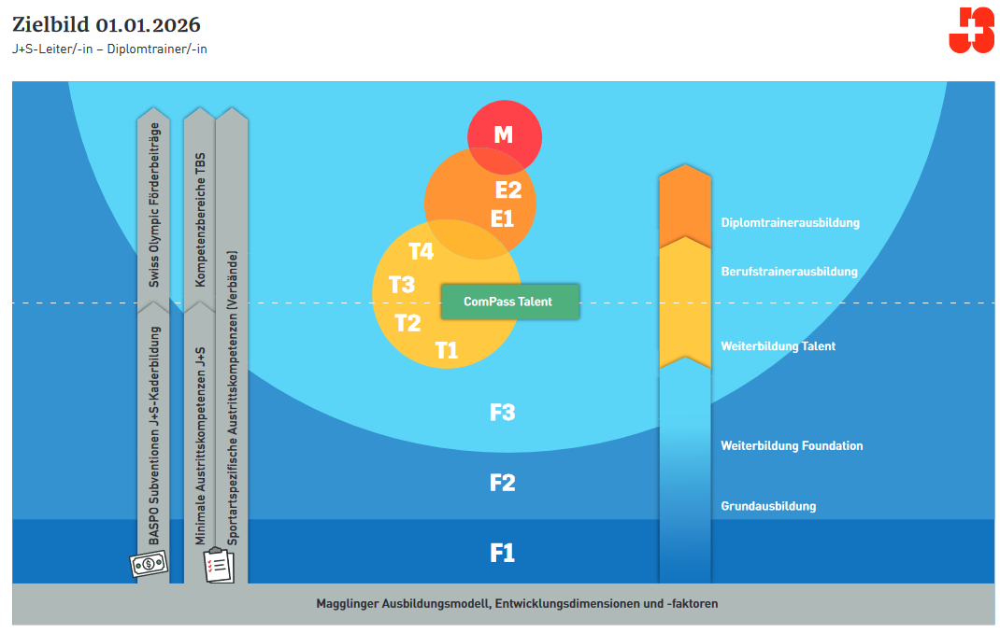 Zielbild 01.01.2026
J+S-Leiter/-in – Diplomtrainer/-in
J+S
Swiss Olympic Förderbeiträge
BASPO Subventionen J+S-Kaderbildung
Kompetenzbereiche TBS
Minimale Austrittskompetenzen J+S
Sportartspezifische Austrittskompetenzen (Verbände)
M
E2
E1
T4
T3
T2
T1
ComPass Talent
F3
F2
F1
Diplomtrainerausbildung
Berufstrainerausbildung
Weiterbildung Talent
Weiterbildung Foundation
Grundausbildung
$
Magglinger Ausbildungsmodell, Entwicklungsdimensionen und -faktoren